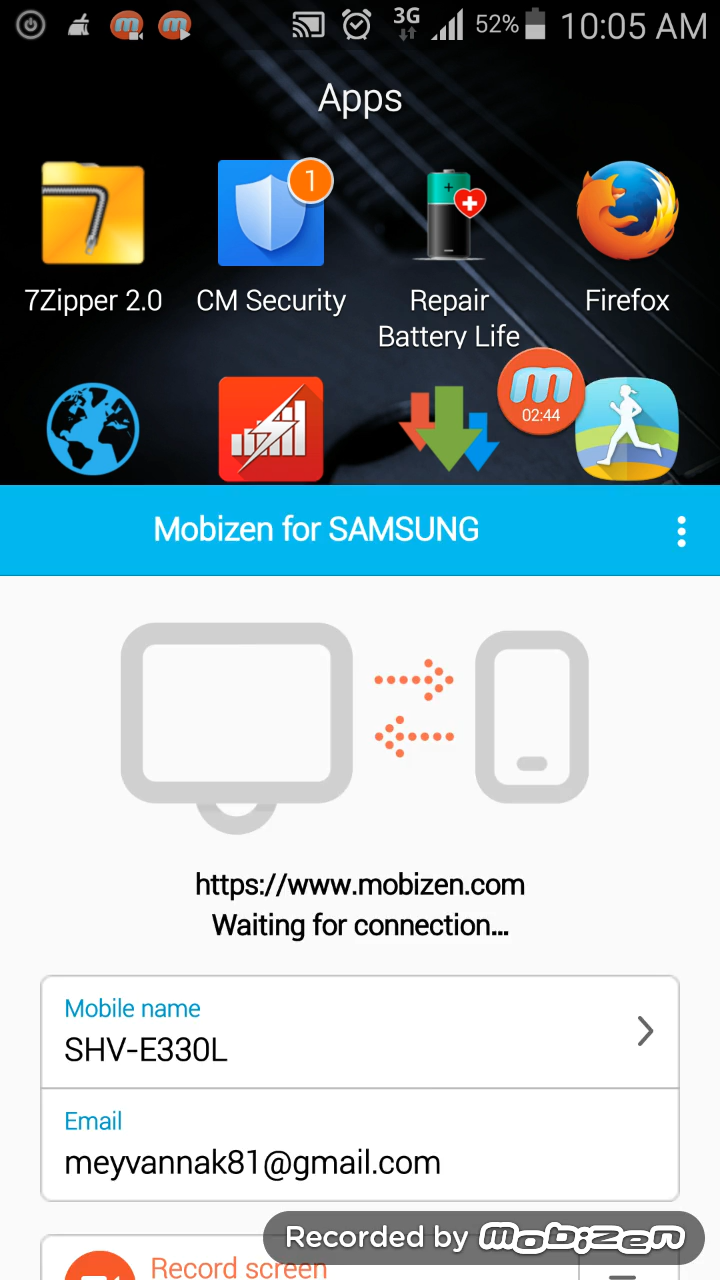 3G 52% 10:05 AM
Apps
1
7Zipper 2.0 CM Security Repair Battery Life Firefox
02:44
Mobizen for SAMSUNG
https://www.mobizen.com
Waiting for connection...
Mobile name
SHV-E330L
Email
meyvannak81@gmail.com
Recorded by mobizen
Record screen